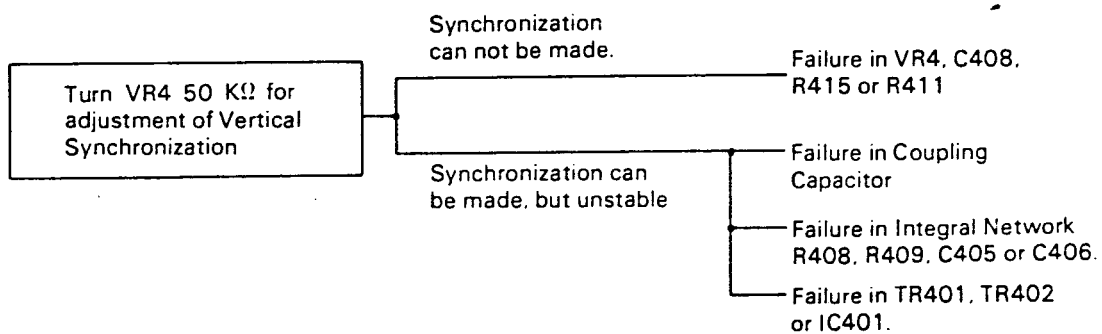 Turn VR4 50 KΩ for
adjustment of Vertical
Synchronization
Synchronization
can not be made.
Failure in VR4, C408,
R415 or R411
Synchronization can
be made, but unstable
Failure in Coupling
Capacitor
Failure in Integral Network
R408, R409, C405 or C406.
Failure in TR401, TR402
or IC401.